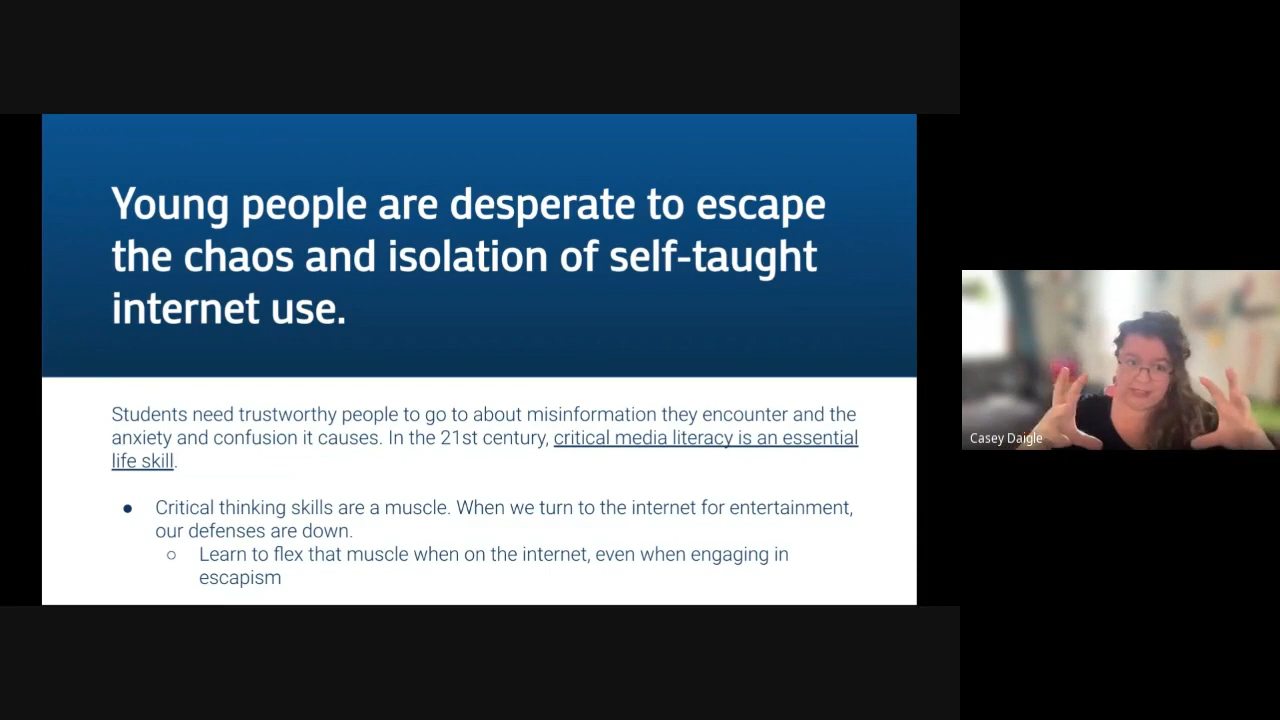 Young people are desperate to escape
the chaos and isolation of self-taught
internet use.
Students need trustworthy people to go to about misinformation they encounter and the
anxiety and confusion it causes. In the 21st century, critical media literacy is an essential
life skill.
● Critical thinking skills are a muscle. When we turn to the internet for entertainment,
our defenses are down.
○ Learn to flex that muscle when on the internet, even when engaging in
escapism
Casey Daigle